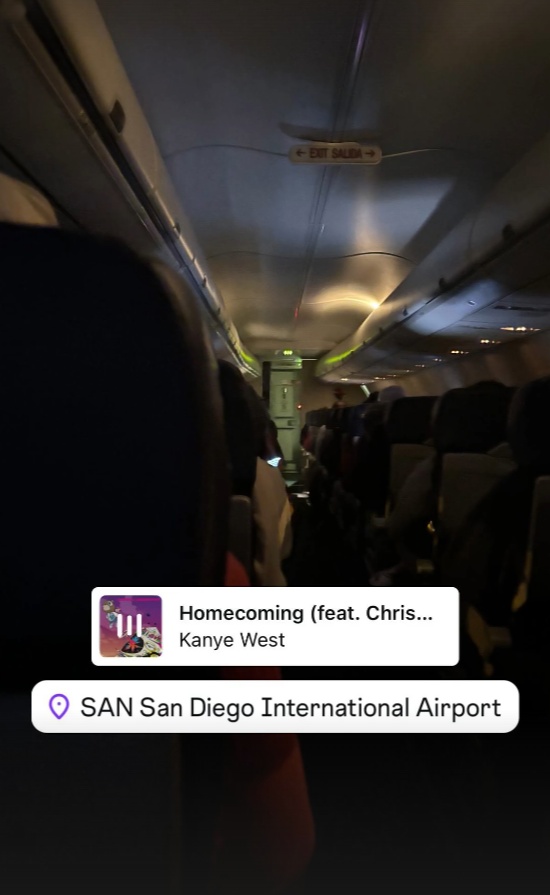 ← EXIT SALIDA →
Homecoming (feat. Chris...
Kanye West
SAN San Diego International Airport